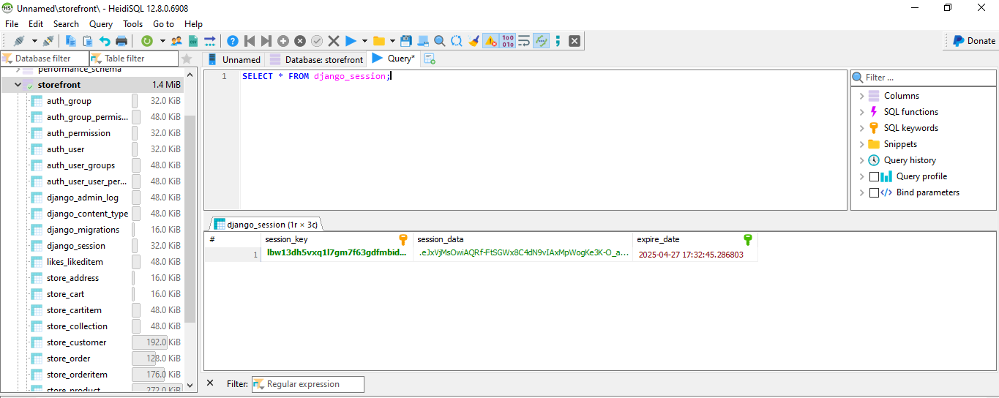 Unnamed\storefront\ - HeidiSQL 12.8.0.6908
File Edit Search Query Tools Go to Help
Donate
Database filter Table filter
Unnamed Database: storefront Query*
performance_schema
storefront 1.4 MiB
auth_group 32.0 KiB
auth_group_permis... 48.0 KiB
auth_permission 32.0 KiB
auth_user 32.0 KiB
auth_user_groups 48.0 KiB
auth_user_user_per... 48.0 KiB
django_admin_log 48.0 KiB
django_content_type 48.0 KiB
django_migrations 16.0 KiB
django_session 32.0 KiB
likes_likeditem 48.0 KiB
store_address 16.0 KiB
store_cart 16.0 KiB
store_cartitem 48.0 KiB
store_collection 48.0 KiB
store_customer 192.0 KiB
store_order 128.0 KiB
store_orderitem 176.0 KiB
store_product 272.0 KiB
1 SELECT * FROM django_session;
Filter ...
Columns
SQL functions
SQL keywords
Snippets
Query history
Query profile
Bind parameters
django_session (1r × 3c)
# session_key session_data expire_date
1 lbw13dh5vxq1l7gm7f63gdfmbid... .eJxVjMsOwiAQRf-FtSGWx8C4dN9vIAxMpWogKe3K-O_a... 2025-04-27 17:32:45.286803
Filter: Regular expression